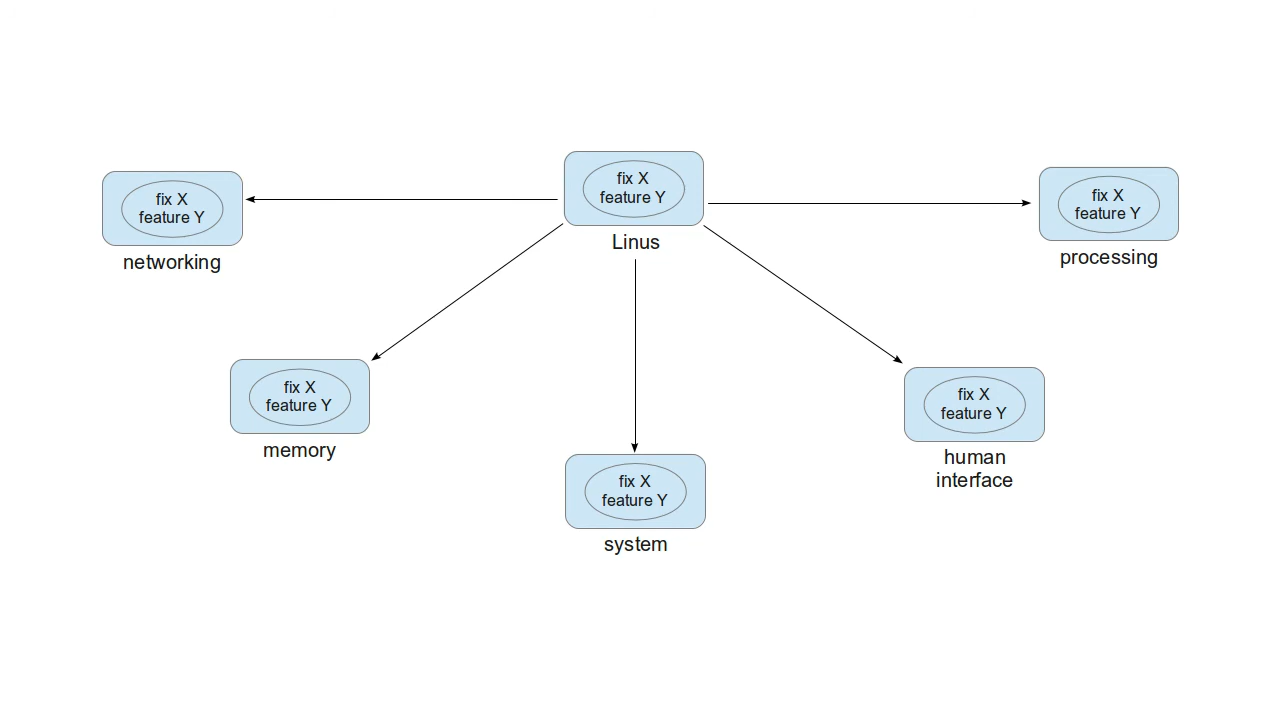 fix X
feature Y
Linus
fix X
feature Y
networking
fix X
feature Y
processing
fix X
feature Y
memory
fix X
feature Y
human
interface
fix X
feature Y
system